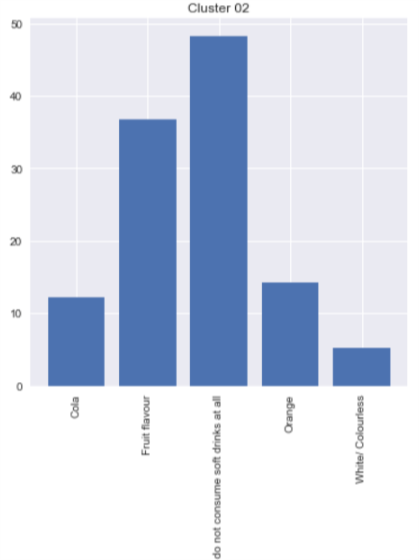 Cluster 02
50
40
30
20
10
0
Cola
Fruit flavour
do not consume soft drinks at all
Orange
White/ Colourless